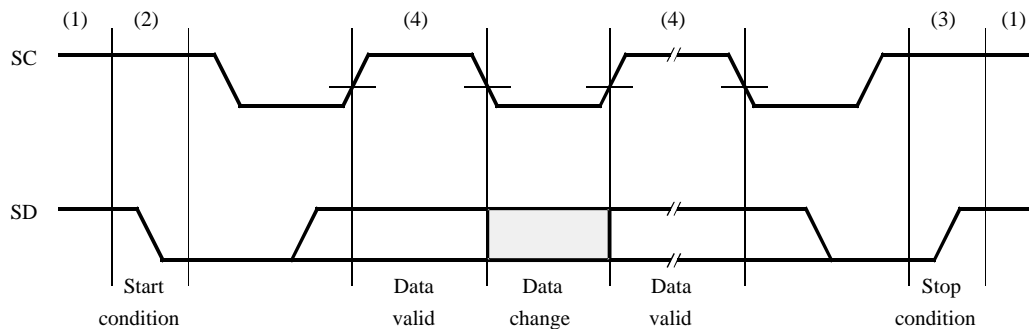 (1) (2) (4) (4) (3) (1)
SC
SD
Start Data Data Data Stop
condition valid change valid condition